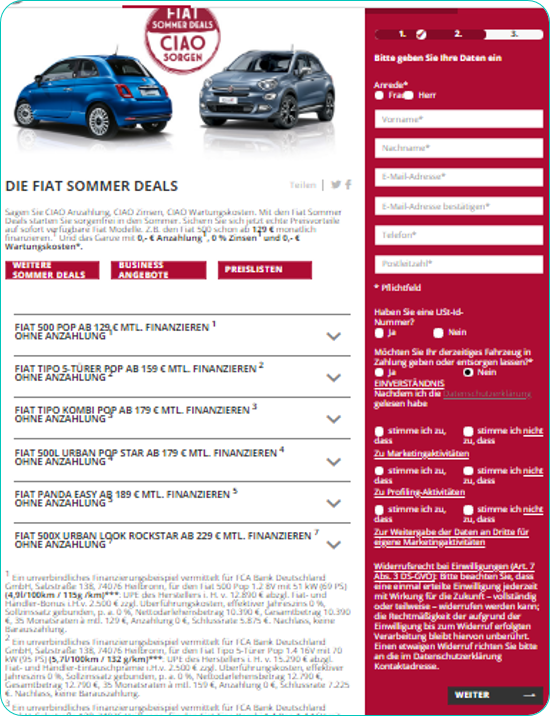 FIAT
SOMMER DEALS
CIAO
SORGEN
DIE FIAT SOMMER DEALS
Teilen
Sagen Sie CIAO Anzahlung, CIAO Zinsen, CIAO Wartungskosten. Mit den Fiat Sommer
Deals starten Sie sorgenfrei in den Sommer. Sichern Sie sich jetzt echte Preisvorteile
auf sofort verfügbare Fiat Modelle. Z.B. den Fiat 500 schon ab 129 € monatlich
finanzieren.1 Und das Ganze mit 0,- € Anzahlung1, 0 % Zinsen1 und 0,- €
Wartungskosten*.
WEITERE
SOMMER DEALS
BUSINESS
ANGEBOTE
PREISLISTEN
FIAT 500 POP AB 129 € MTL. FINANZIEREN 1
OHNE ANZAHLUNG 1
FIAT TIPO 5-TÜRER POP AB 159 € MTL. FINANZIEREN 2
OHNE ANZAHLUNG 2
FIAT TIPO KOMBI POP AB 179 € MTL. FINANZIEREN 3
OHNE ANZAHLUNG 3
FIAT 500L URBAN POP STAR AB 179 € MTL. FINANZIEREN 4
OHNE ANZAHLUNG 4
FIAT PANDA EASY AB 189 € MTL. FINANZIEREN 5
OHNE ANZAHLUNG 5
FIAT 500X URBAN LOOK ROCKSTAR AB 229 € MTL. FINANZIEREN 7
OHNE ANZAHLUNG 7
1 Ein unverbindliches Finanzierungsbeispiel vermittelt für FCA Bank Deutschland
GmbH, Salzstraße 138, 74076 Heilbronn, für den Fiat 500 Pop 1.2 8V mit 51 kW (69 PS)
(4,9l/100km / 115g /km)***. UPE des Herstellers i. H. v. 12.890 € abzgl. Fiat- und
Händler-Bonus i.H.v. 2.500 € zzgl. Überführungskosten, effektiver Jahreszins 0 %,
Sollzinssatz gebunden, p. a. 0 %, Nettodarlehensbetrag 10.390 €, Gesamtbetrag 10.390
€, 35 Monatsraten à mtl. 129 €, Anzahlung 0 €, Schlussrate 5.875 €. Nachlass, keine
Barauszahlung.
2 Ein unverbindliches Finanzierungsbeispiel vermittelt für FCA Bank Deutschland
GmbH, Salzstraße 138, 74076 Heilbronn, für den Fiat Tipo 5-Türer Pop 1.4 16V mit 70
kW (95 PS) (5,7l/100km / 132 g/km)***. UPE des Herstellers i. H. v. 15.290 € abzgl.
Fiat- und Händler-Eintauschprämie i.H.v. 2.500 € zzgl. Überführungskosten, effektiver
Jahreszins 0 %, Sollzinssatz gebunden, p. a. 0 %, Nettodarlehensbetrag 12.790 €,
Gesamtbetrag 12.790 €, 35 Monatsraten à mtl. 159 €, Anzahlung 0 €, Schlussrate 7.225
€. Nachlass, keine Barauszahlung.
3 Ein unverbindliches Finanzierungsbeispiel vermittelt für FCA Bank Deutschland
1. 2. 3.
Bitte geben Sie Ihre Daten ein
Anrede*
Frau Herr
Vorname*
Nachname*
E-Mail-Adresse*
E-Mail-Adresse bestätigen*
Telefon*
Postleitzahl*
* Pflichtfeld
Haben Sie eine USt-Id-
Nummer?
Ja Nein
Möchten Sie Ihr derzeitiges Fahrzeug in
Zahlung geben oder entsorgen lassen?*
Ja Nein
EINVERSTÄNDNIS
Nachdem ich die Datenschutzerklärung
gelesen habe
stimme ich zu,
dass
stimme ich nicht
zu, dass
Zu Marketingaktivitäten
stimme ich zu,
dass
stimme ich nicht
zu, dass
Zu Profiling-Aktivitäten
stimme ich zu,
dass
stimme ich nicht
zu, dass
Zur Weitergabe der Daten an Dritte für
eigene Marketingaktivitäten
Widerrufsrecht bei Einwilligungen (Art. 7
Abs. 3 DS-GVO): Bitte beachten Sie, dass
eine einmal erteilte Einwilligung jederzeit
mit Wirkung für die Zukunft – vollständig
oder teilweise – widerrufen werden kann;
die Rechtmäßigkeit der aufgrund der
Einwilligung bis zum Widerruf erfolgten
Verarbeitung bleibt hiervon unberührt.
Einen etwaigen Widerruf richten Sie bitte
an die im Datenschutzerklärung
Kontaktadresse.
WEITER